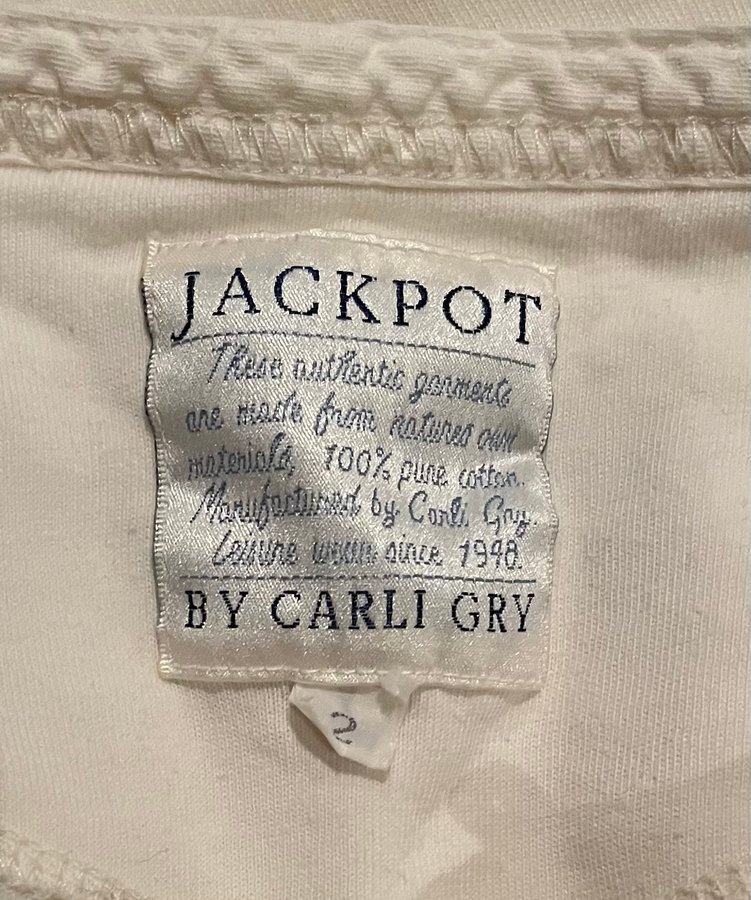 JACKPOT
These authentic garments
are made from natures own
materials, 100% pure cotton.
Manufactured by Carli Gry.
Leisure wear since 1948.
BY CARLI GRY
2